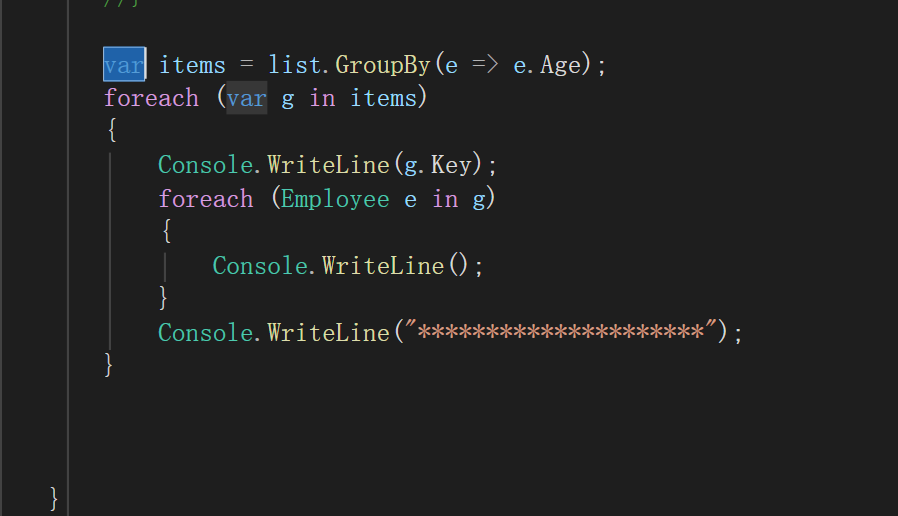 //}
var items = list.GroupBy(e => e.Age);
foreach (var g in items)
{
Console.WriteLine(g.Key);
foreach (Employee e in g)
{
Console.WriteLine();
}
Console.WriteLine("*********************");
}
}